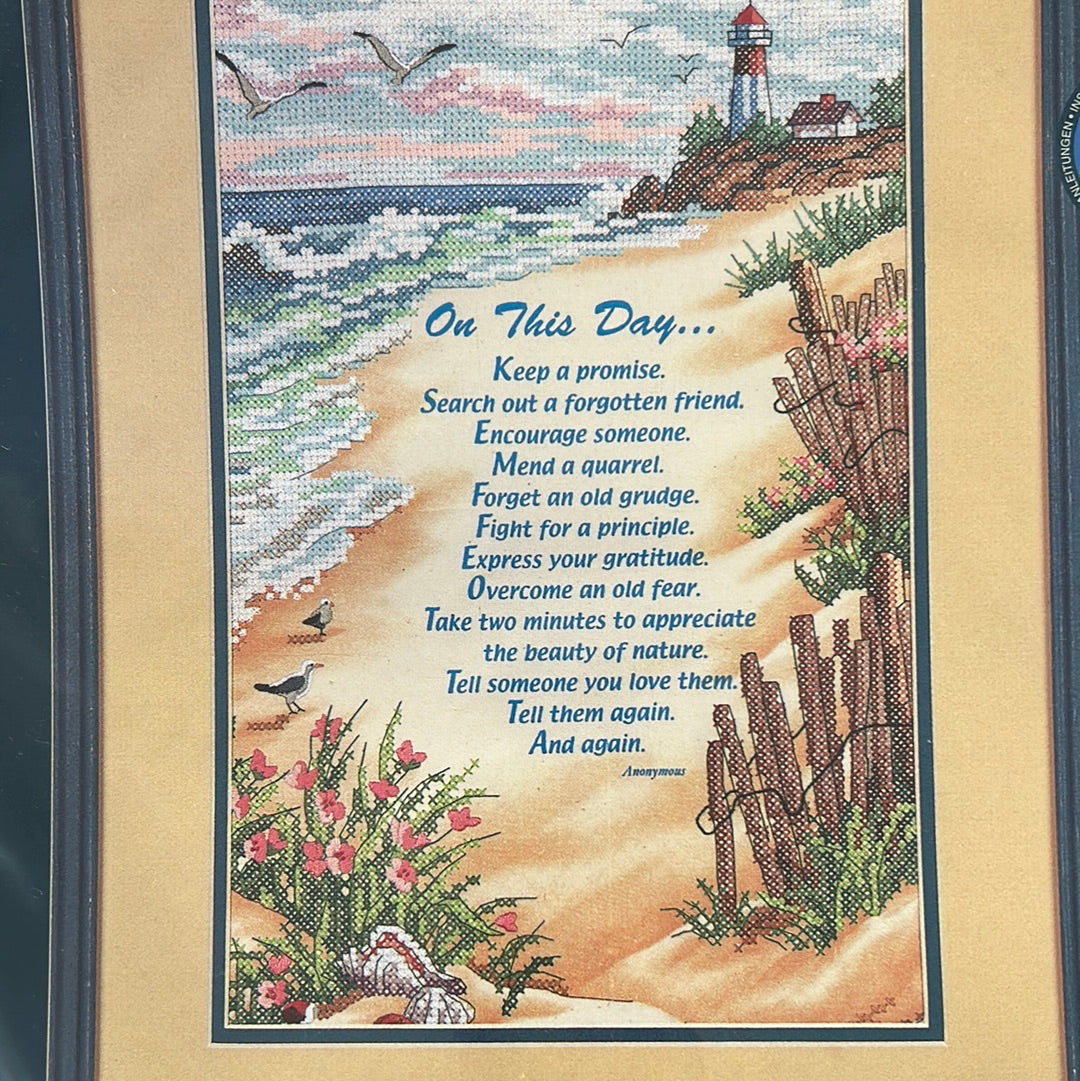 On This Day...
Keep a promise.
Search out a forgotten friend.
Encourage someone.
Mend a quarrel.
Forget an old grudge.
Fight for a principle.
Express your gratitude.
Overcome an old fear.
Take two minutes to appreciate
the beauty of nature.
Tell someone you love them.
Tell them again.
And again.
Anonymous